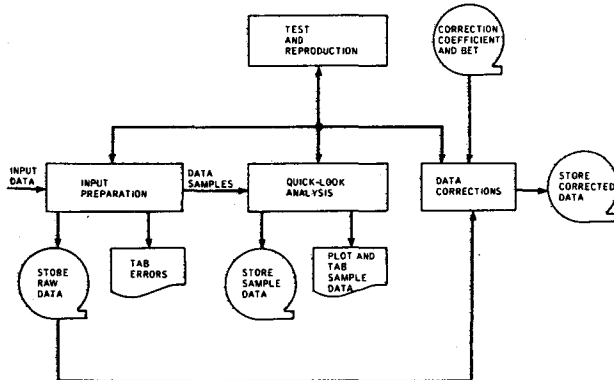 TEST
AND
REPRODUCTION
CORRECTION
COEFFICIENT
AND BET
INPUT
DATA
INPUT
PREPARATION
DATA
SAMPLES
QUICK-LOOK
ANALYSIS
DATA
CORRECTIONS
STORE
CORRECTED
DATA
STORE
RAW
DATA
TAB
ERRORS
STORE
SAMPLE
DATA
PLOT AND
TAB
SAMPLE
DATA